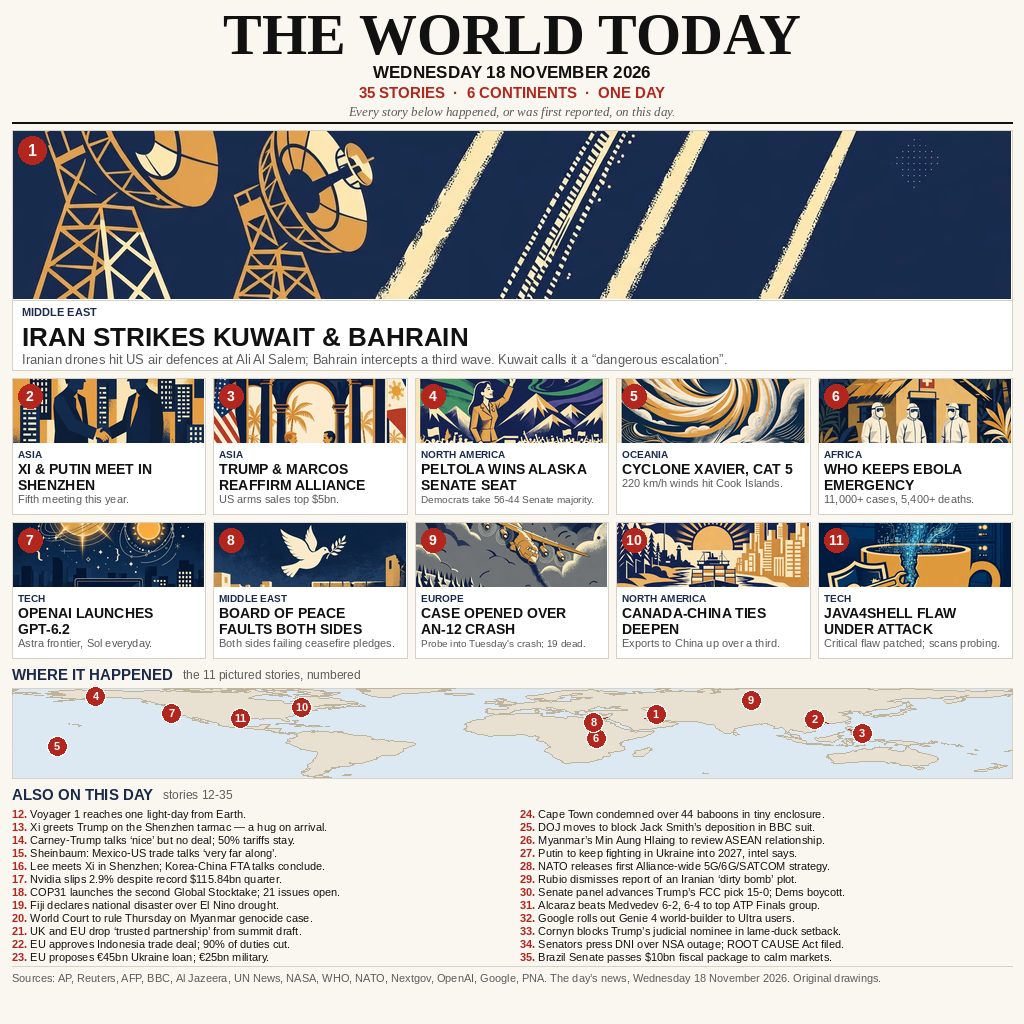 THE WORLD TODAY
WEDNESDAY 18 NOVEMBER 2026
35 STORIES · 6 CONTINENTS · ONE DAY
Every story below happened, or was first reported, on this day.
1
MIDDLE EAST
IRAN STRIKES KUWAIT & BAHRAIN
Iranian drones hit US air defences at Ali Al Salem; Bahrain intercepts a third wave. Kuwait calls it a “dangerous escalation”.
2
ASIA
XI & PUTIN MEET IN
SHENZHEN
Fifth meeting this year.
3
ASIA
TRUMP & MARCOS
REAFFIRM ALLIANCE
US arms sales top $5bn.
4
NORTH AMERICA
PELTOLA WINS ALASKA
SENATE SEAT
Democrats take 56-44 Senate majority.
5
OCEANIA
CYCLONE XAVIER, CAT 5
220 km/h winds hit Cook Islands.
6
AFRICA
WHO KEEPS EBOLA
EMERGENCY
11,000+ cases, 5,400+ deaths.
7
TECH
OPENAI LAUNCHES
GPT-6.2
Astra frontier, Sol everyday.
8
MIDDLE EAST
BOARD OF PEACE
FAULTS BOTH SIDES
Both sides failing ceasefire pledges.
9
EUROPE
CASE OPENED OVER
AN-12 CRASH
Probe into Tuesday's crash; 19 dead.
10
NORTH AMERICA
CANADA-CHINA TIES
DEEPEN
Exports to China up over a third.
11
TECH
JAVA4SHELL FLAW
UNDER ATTACK
Critical flaw patched; scans probing.
WHERE IT HAPPENED the 11 pictured stories, numbered
4
7
11
10
5
8
6
1
9
2
3
ALSO ON THIS DAY stories 12-35
12. Voyager 1 reaches one light-day from Earth.
13. Xi greets Trump on the Shenzhen tarmac — a hug on arrival.
14. Carney-Trump talks ‘nice’ but no deal; 50% tariffs stay.
15. Sheinbaum: Mexico-US trade talks ‘very far along’.
16. Lee meets Xi in Shenzhen; Korea-China FTA talks conclude.
17. Nvidia slips 2.9% despite record $115.84bn quarter.
18. COP31 launches the second Global Stocktake; 21 issues open.
19. Fiji declares national disaster over El Nino drought.
20. World Court to rule Thursday on Myanmar genocide case.
21. UK and EU drop ‘trusted partnership’ from summit draft.
22. EU approves Indonesia trade deal; 90% of duties cut.
23. EU proposes €45bn Ukraine loan; €25bn military.
24. Cape Town condemned over 44 baboons in tiny enclosure.
25. DOJ moves to block Jack Smith's deposition in BBC suit.
26. Myanmar's Min Aung Hlaing to review ASEAN relationship.
27. Putin to keep fighting in Ukraine into 2027, intel says.
28. NATO releases first Alliance-wide 5G/6G/SATCOM strategy.
29. Rubio dismisses report of an Iranian ‘dirty bomb’ plot.
30. Senate panel advances Trump's FCC pick 15-0; Dems boycott.
31. Alcaraz beats Medvedev 6-2, 6-4 to top ATP Finals group.
32. Google rolls out Genie 4 world-builder to Ultra users.
33. Cornyn blocks Trump's judicial nominee in lame-duck setback.
34. Senators press DNI over NSA outage; ROOT CAUSE Act filed.
35. Brazil Senate passes $10bn fiscal package to calm markets.
Sources: AP, Reuters, AFP, BBC, Al Jazeera, UN News, NASA, WHO, NATO, Nextgov, OpenAI, Google, PNA. The day's news, Wednesday 18 November 2026. Original drawings.